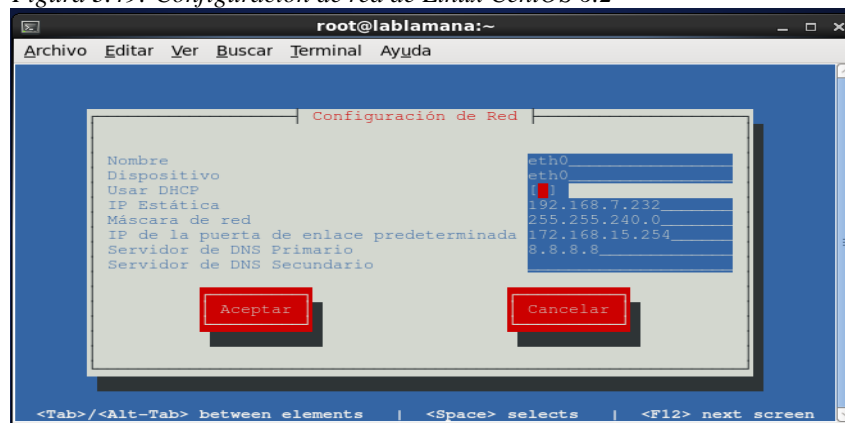 Figura 3.49: Configuración de red de Linux CentOS 6.2
root@lablamana:~
Archivo Editar Ver Buscar Terminal Ayuda
Configuración de Red
Nombre eth0
Dispositivo eth0
Usar DHCP [ ]
IP Estática 192.168.7.232
Máscara de red 255.255.240.0
IP de la puerta de enlace predeterminada 172.168.15.254
Servidor de DNS Primario 8.8.8.8
Servidor de DNS Secundario
Aceptar Cancelar
<Tab>/<Alt-Tab> between elements | <Space> selects | <F12> next screen